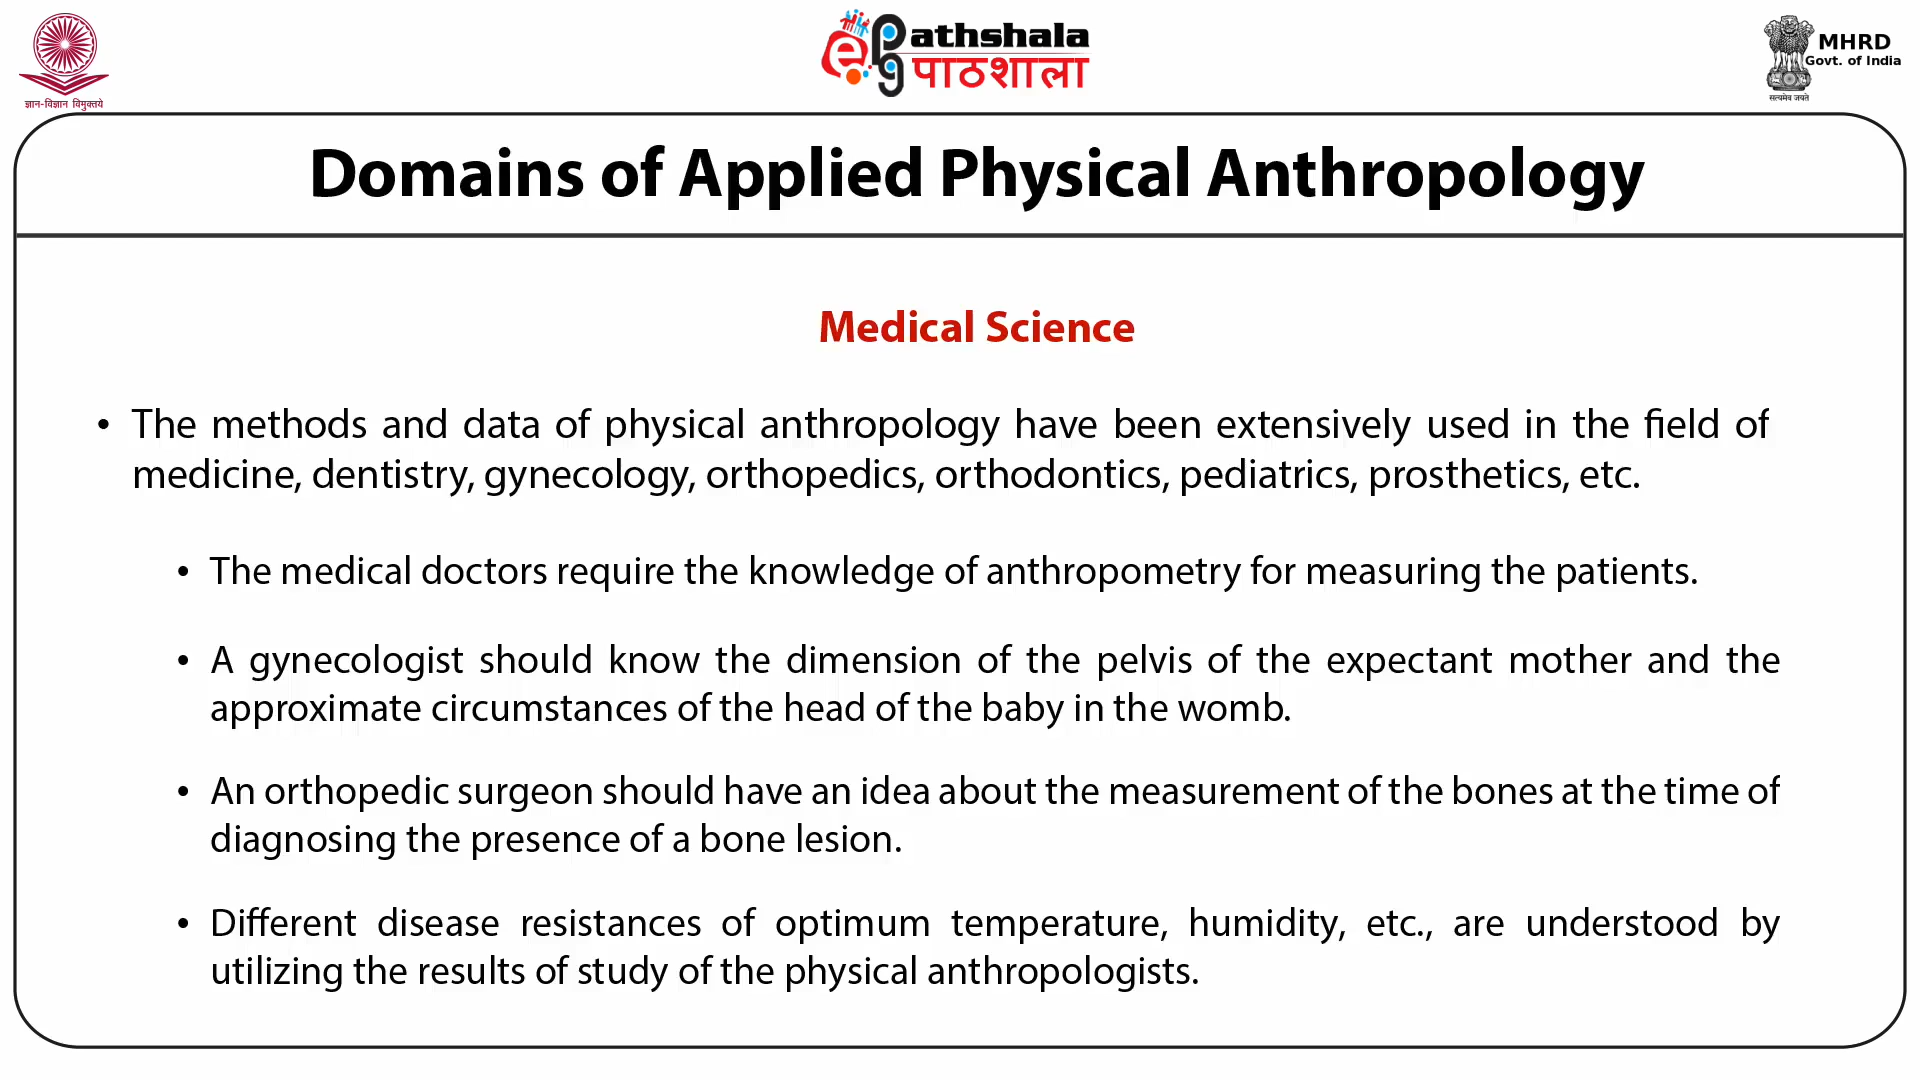 ज्ञान-विज्ञान विमुक्तये
ePG athshala
पाठशाला
MHRD
Govt. of India
सत्यमेव जयते
Domains of Applied Physical Anthropology
Medical Science
• The methods and data of physical anthropology have been extensively used in the field of
medicine, dentistry, gynecology, orthopedics, orthodontics, pediatrics, prosthetics, etc.
• The medical doctors require the knowledge of anthropometry for measuring the patients.
• A gynecologist should know the dimension of the pelvis of the expectant mother and the
approximate circumstances of the head of the baby in the womb.
• An orthopedic surgeon should have an idea about the measurement of the bones at the time of
diagnosing the presence of a bone lesion.
• Different disease resistances of optimum temperature, humidity, etc., are understood by
utilizing the results of study of the physical anthropologists.